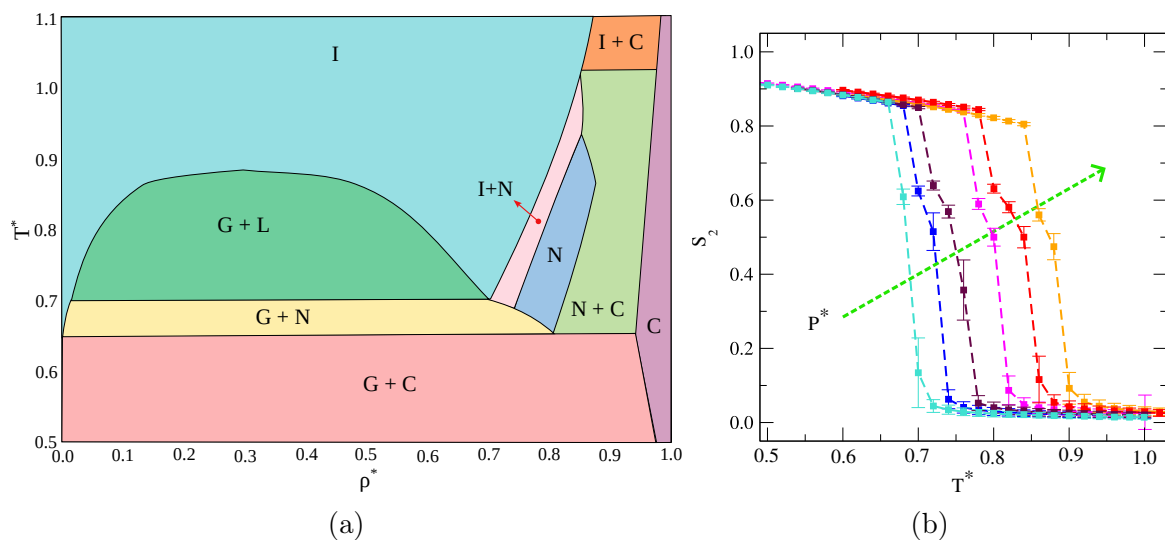 1.1
1.0
0.9
0.8
0.7
0.6
0.5
T*
I
I + C
G + L
I+N
N
N + C
G + N
C
G + C
0.0 0.1 0.2 0.3 0.4 0.5 0.6 0.7 0.8 0.9 1.0
ρ*
(a)
1.0
0.8
0.6
0.4
0.2
0.0
S2
P*
0.5 0.6 0.7 0.8 0.9 1.0
T*
(b)